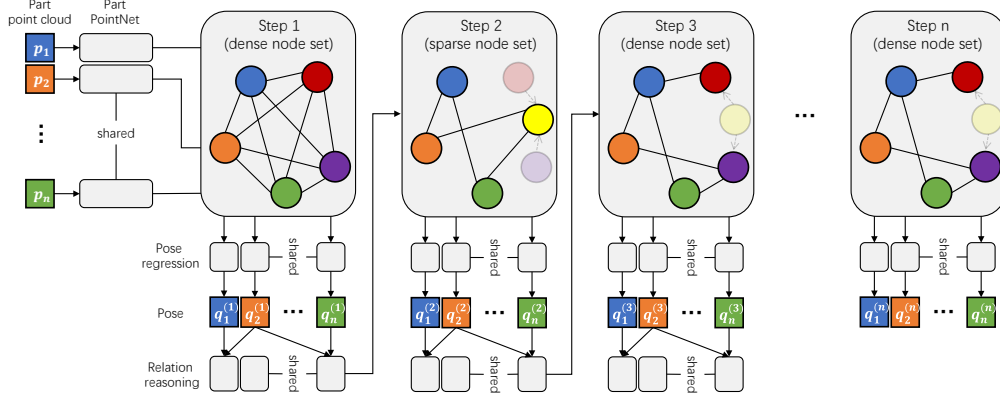 Part
point cloud
Part
PointNet
Step 1
(dense node set)
Step 2
(sparse node set)
Step 3
(dense node set)
Step n
(dense node set)
p₁
p₂
⋮
pₙ
shared
...
Pose
regression
shared
shared
shared
shared
Pose
q₁⁽¹⁾ q₂⁽¹⁾ ... qₙ⁽¹⁾
q₁⁽²⁾ q₂⁽²⁾ ... qₙ⁽²⁾
q₁⁽³⁾ q₂⁽³⁾ ... qₙ⁽³⁾
q₁⁽ⁿ⁾ q₂⁽ⁿ⁾ ... qₙ⁽ⁿ⁾
Relation
reasoning
shared
shared
shared